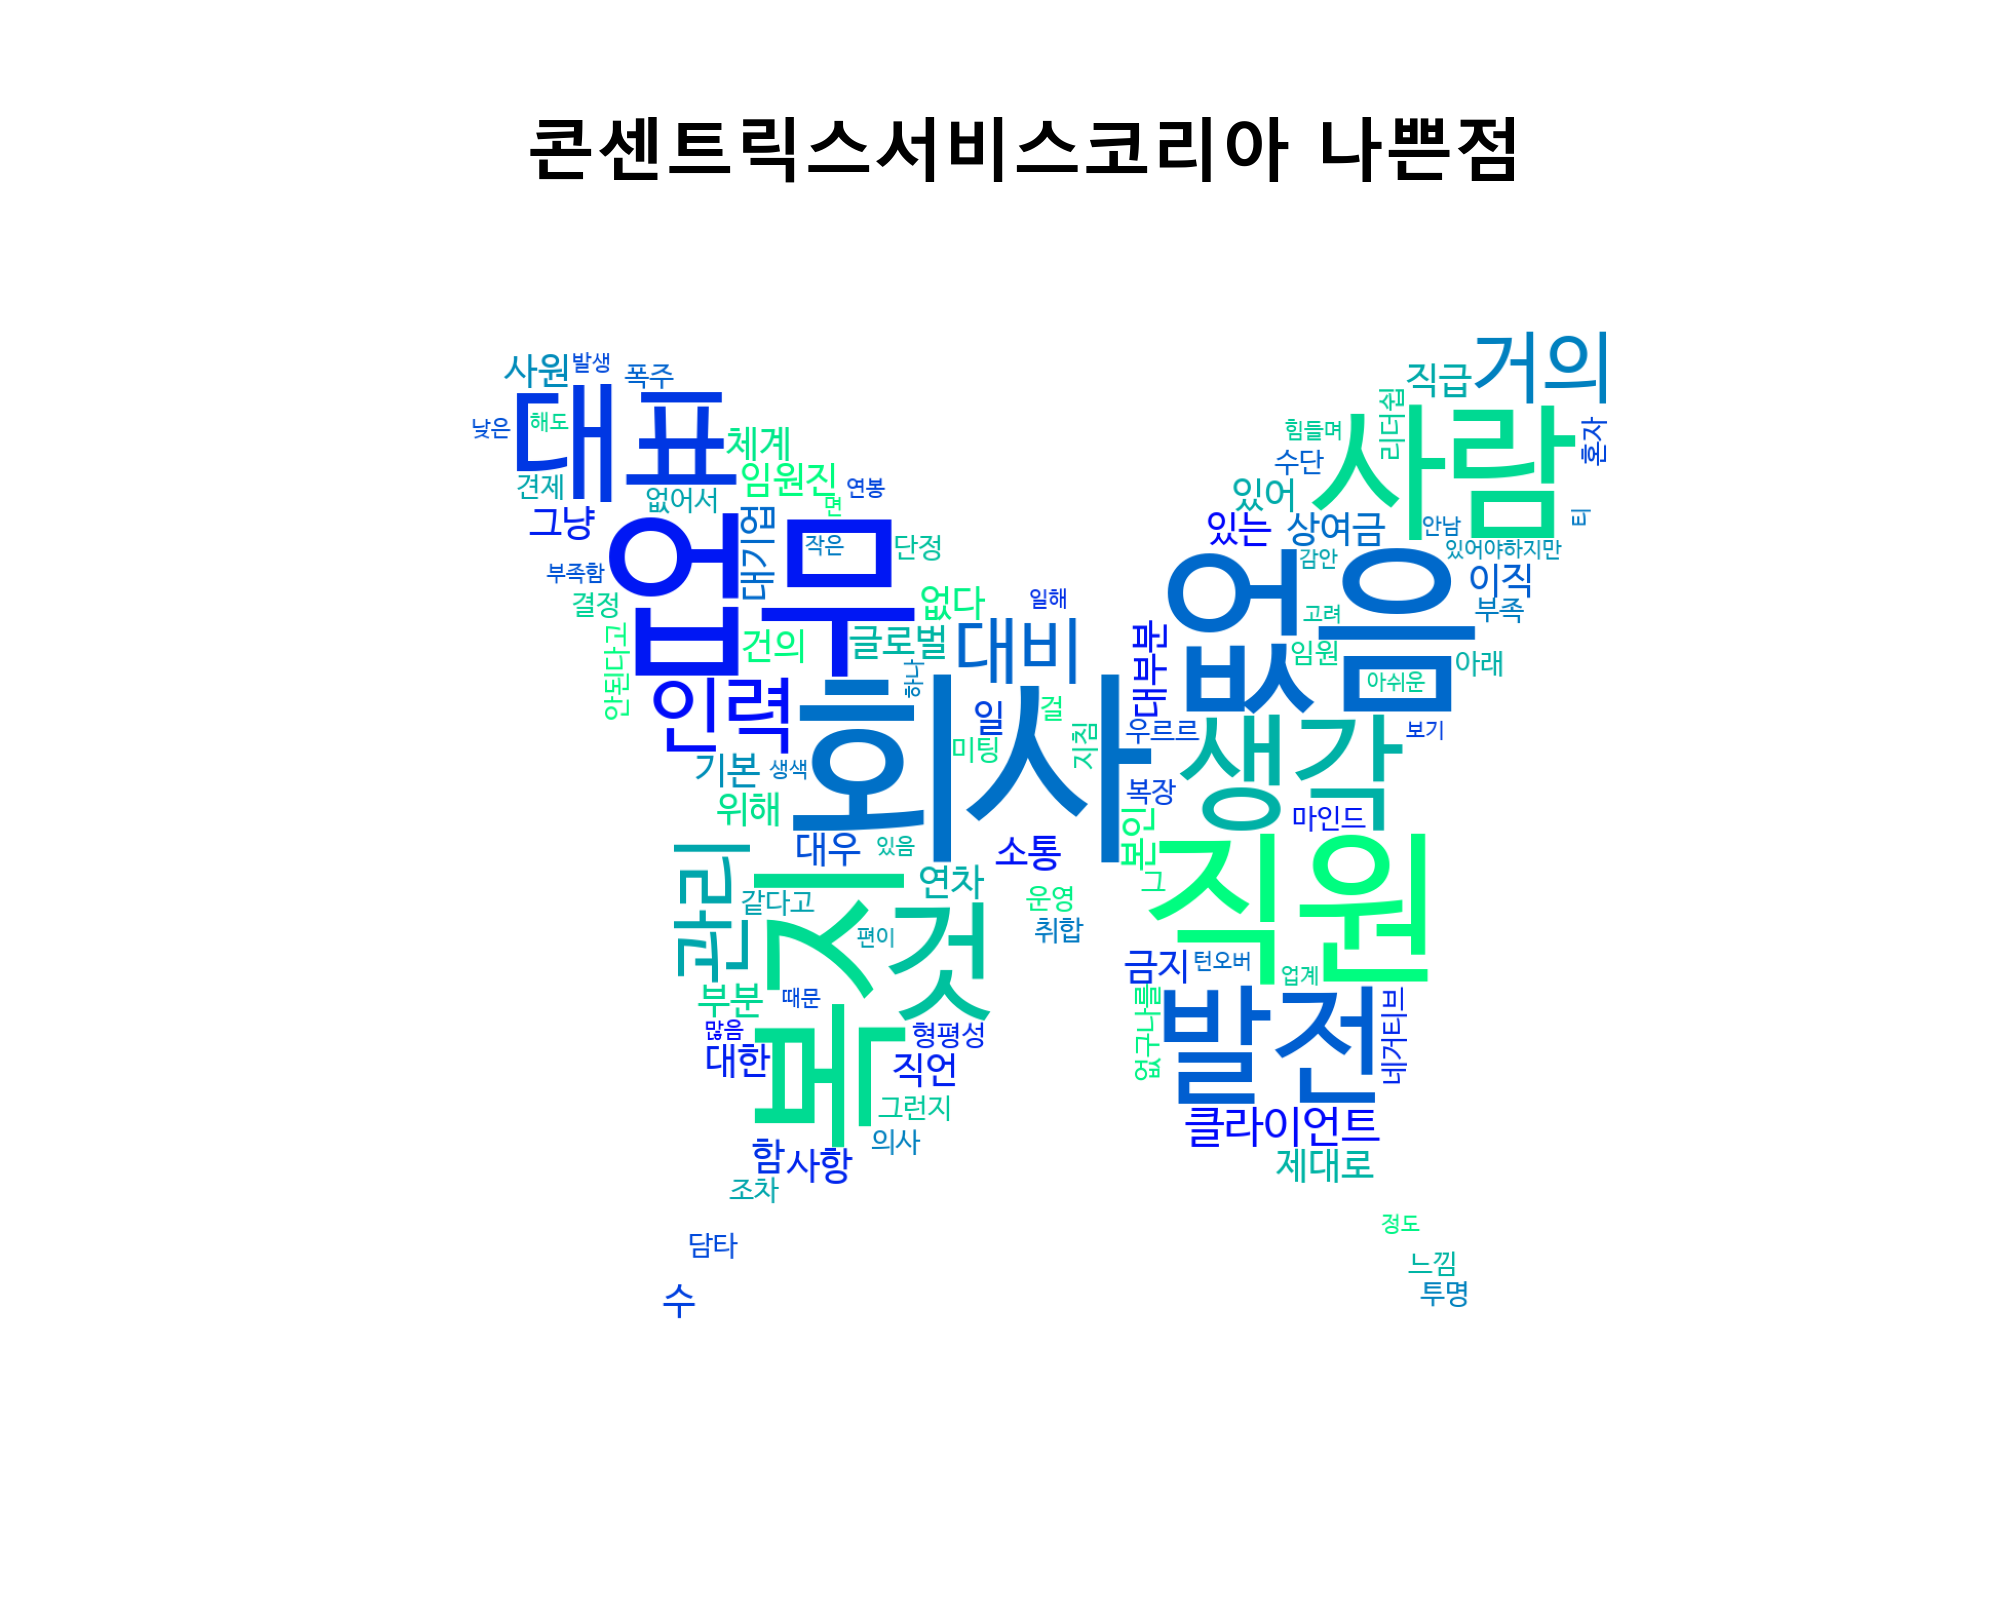 콘센트릭스서비스코리아 나쁜점
거의
사원
발생
폭주
직급
대표
사람
리더쉽
낮은
해도
힘들며
혼자
체계
수단
임원진
견제
연봉
있어
없어서
면
그냥
대기업
업무
있는
상여금
안남
티
작은
단정
없음
감안
있어야하지만
부족함
이직
결정
없다
일해
고려
부족
안된다고
건의
글로벌
대비
대부분
임원
아래
인력
하나
회사
일
걸
아쉬운
지침
우르르
생각
보기
미팅
기본
생색
위해
복장
마인드
대우
있음
소통
본인
직원
관리
복지
연차
그
같다고
것
운영
편이
취합
금지
턴오버
업계
부분
때문
없구나를
발전
네거티브
많음
형평성
대한
직언
그런지
클라이언트
의사
함
사항
제대로
조차
정도
담타
느낌
수
투명